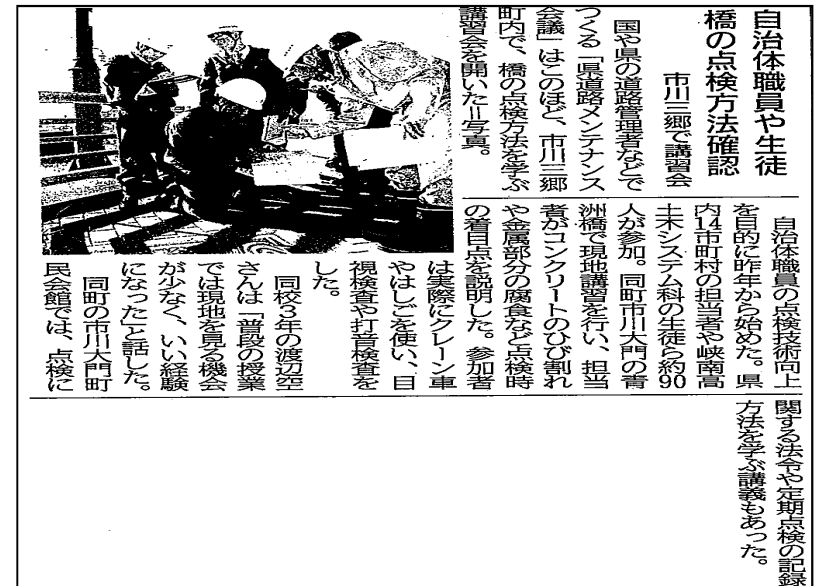 自治体職員や生徒
橋の点検方法確認
市川三郷で講習会
国や県の道路管理者などで
つくる「県道路メンテナンス
会議」はこのほど、市川三郷
町内で、橋の点検方法を学ぶ
講習会を開いた＝写真。
自治体職員の点検技術向上
を目的に昨年から始めた。県
内14市町村の担当者や峡南高
土木システム科の生徒ら約90
人が参加。同町市川大門の青
洲橋で現地講習を行い、担当
者がコンクリートのひび割れ
や金属部分の腐食など点検時
の着目点を説明した。参加者
は実際にクレーン車
やはしごを使い、目
視検査や打音検査を
した。
同校3年の渡辺空
さんは「普段の授業
では現地を見る機会
が少なく、いい経験
になった」と話した。
同町の市川大門町
民会館では、点検に
関する法令や定期点検の記録
方法を学ぶ講義もあった。